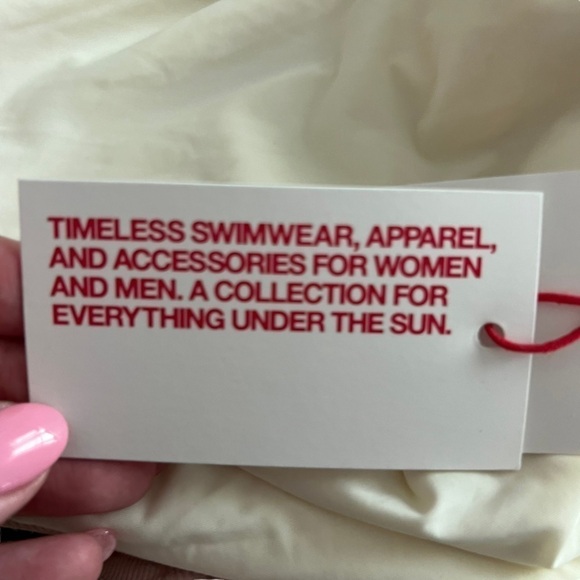 TIMELESS SWIMWEAR, APPAREL,
AND ACCESSORIES FOR WOMEN
AND MEN. A COLLECTION FOR
EVERYTHING UNDER THE SUN.